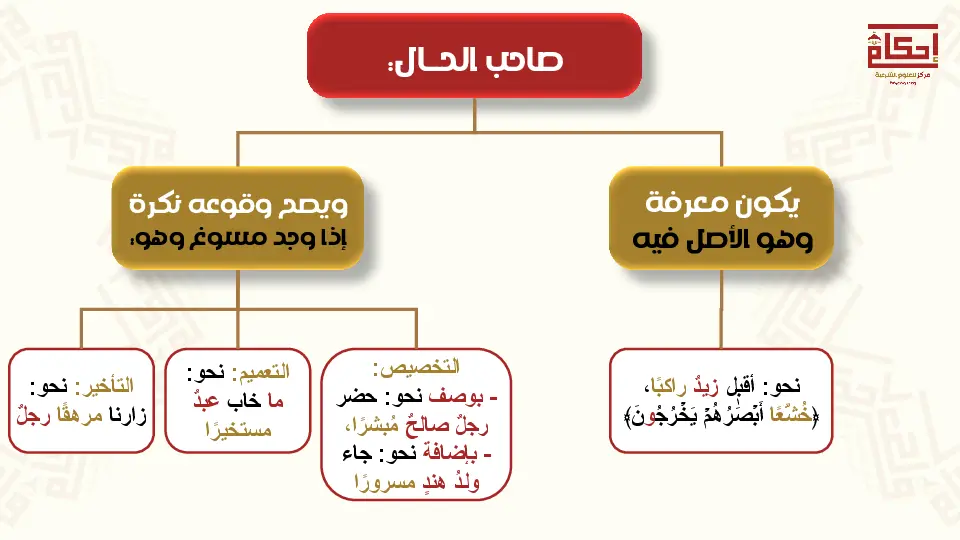 إحكام
مركز للعلوم الشرعية
صاحب الحال:
يكون معرفة
وهو الأصل فيه
نحو: أقبل زيدٌ راكبًا،
﴿خُشَّعًا أَبۡصَٰرُهُمۡ يَخۡرُجُونَ﴾
ويصح وقوعه نكرة
إذا وجد مسوغ وهو:
التخصيص:
- بوصف نحو: حضر
رجلٌ صالحٌ مُبشرًا،
- بإضافة نحو: جاء
ولدُ هندٍ مسرورًا
التعميم: نحو:
ما خاب عبدٌ
مستخيرًا
التأخير: نحو:
زارنا مرهقًا رجلٌ